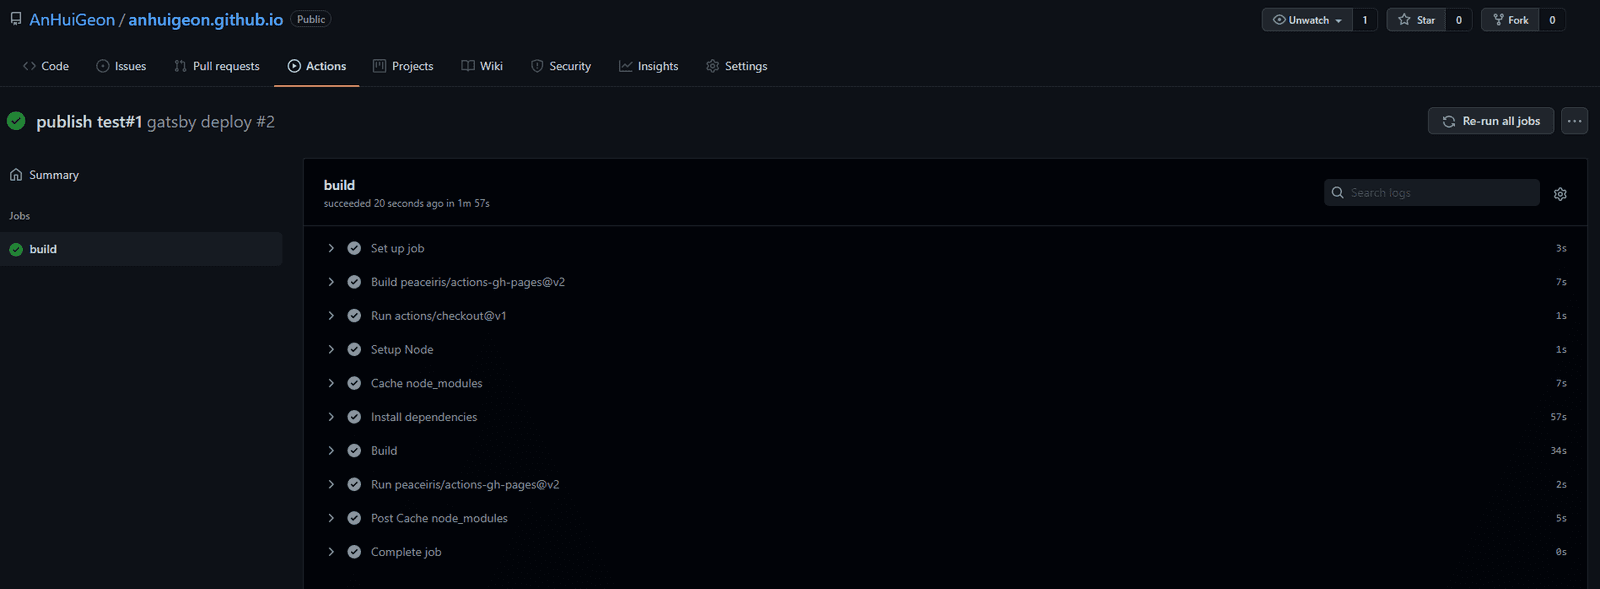 AnHuiGeon / anhuigeon.github.io Public Unwatch 1 Star 0 Fork 0
Code Issues Pull requests Actions Projects Wiki Security Insights Settings
publish test#1 gatsby deploy #2 Re-run all jobs ...
Summary
Jobs
build
build
succeeded 20 seconds ago in 1m 57s
Search logs
Set up job 3s
Build peaceiris/actions-gh-pages@v2 7s
Run actions/checkout@v1 1s
Setup Node 1s
Cache node_modules 7s
Install dependencies 57s
Build 34s
Run peaceiris/actions-gh-pages@v2 2s
Post Cache node_modules 5s
Complete job 0s